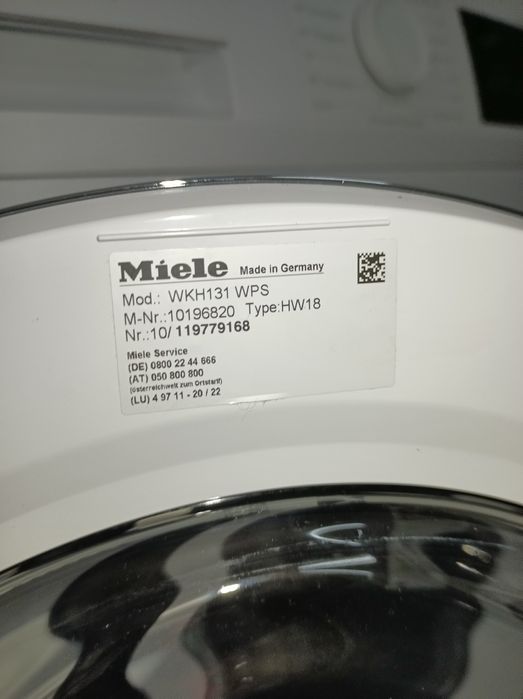 Miele Made in Germany
Mod.: WKH131 WPS
M-Nr.:10196820 Type:HW18
Nr.:10/ 119779168
Miele Service
(DE) 0800 22 44 666
(AT) 050 800 800
(österreichweit zum Ortstarif)
(LU) 4 97 11 - 20 / 22